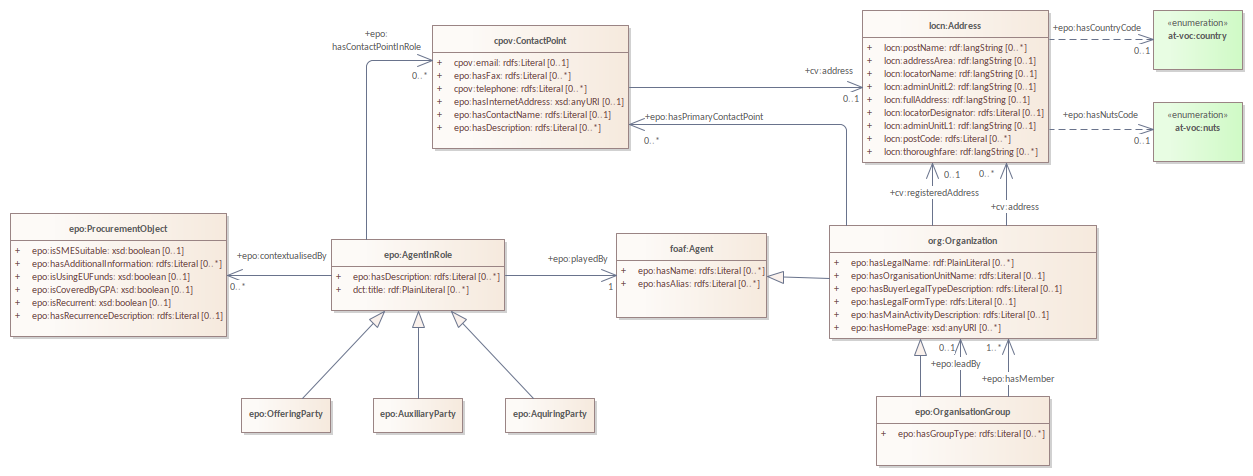 +epo:
hasContactPointInRole
0..*
cpov:ContactPoint
+ cpov:email: rdfs:Literal [0..1]
+ epo:hasFax: rdfs:Literal [0..*]
+ cpov:telephone: rdfs:Literal [0..*]
+ epo:hasInternetAddress: xsd:anyURI [0..1]
+ epo:hasContactName: rdfs:Literal [0..1]
+ epo:hasDescription: rdfs:Literal [0..*]
+cv:address
0..1
+epo:hasPrimaryContactPoint
0..*
locn:Address
+ locn:postName: rdf:langString [0..*]
+ locn:addressArea: rdf:langString [0..1]
+ locn:locatorName: rdf:langString [0..1]
+ locn:adminUnitL2: rdf:langString [0..1]
+ locn:fullAddress: rdf:langString [0..1]
+ locn:locatorDesignator: rdfs:Literal [0..1]
+ locn:adminUnitL1: rdf:langString [0..1]
+ locn:postCode: rdfs:Literal [0..*]
+ locn:thoroughfare: rdf:langString [0..*]
+epo:hasCountryCode
0..1
«enumeration»
at-voc:country
+epo:hasNutsCode
0..1
«enumeration»
at-voc:nuts
0..1
0..*
+cv:registeredAddress
+cv:address
epo:ProcurementObject
+ epo:isSMESuitable: xsd:boolean [0..1]
+ epo:hasAdditionalInformation: rdfs:Literal [0..*]
+ epo:isUsingEUFunds: xsd:boolean [0..1]
+ epo:isCoveredByGPA: xsd:boolean [0..1]
+ epo:isRecurrent: xsd:boolean [0..1]
+ epo:hasRecurrenceDescription: rdfs:Literal [0..1]
+epo:contextualisedBy
0..*
epo:AgentInRole
+ epo:hasDescription: rdfs:Literal [0..*]
+ dct:title: rdf:PlainLiteral [0..*]
+epo:playedBy
1
foaf:Agent
+ epo:hasName: rdfs:Literal [0..*]
+ epo:hasAlias: rdfs:Literal [0..*]
org:Organization
+ epo:hasLegalName: rdf:PlainLiteral [0..*]
+ epo:hasOrganisationUnitName: rdfs:Literal [0..1]
+ epo:hasBuyerLegalTypeDescription: rdfs:Literal [0..1]
+ epo:hasLegalFormType: rdfs:Literal [0..1]
+ epo:hasMainActivityDescription: rdfs:Literal [0..1]
+ epo:hasHomePage: xsd:anyURI [0..*]
0..1
1..*
+epo:leadBy
+epo:hasMember
epo:OfferingParty
epo:AuxiliaryParty
epo:AquiringParty
epo:OrganisationGroup
+ epo:hasGroupType: rdfs:Literal [0..*]